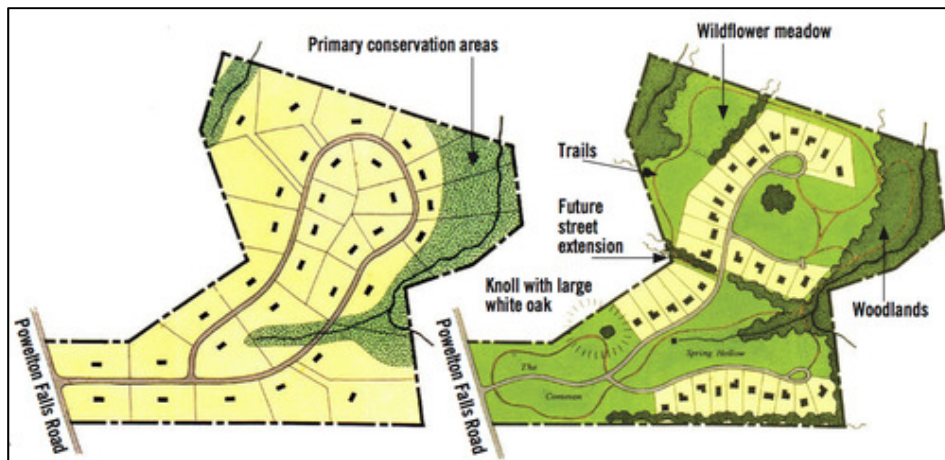 Primary conservation areas
Powelton Falls Road
Wildflower meadow
Trails
Future
street
extension
Knoll with large
white oak
Woodlands
Spring Hollow
The
Common
Powelton Falls Road